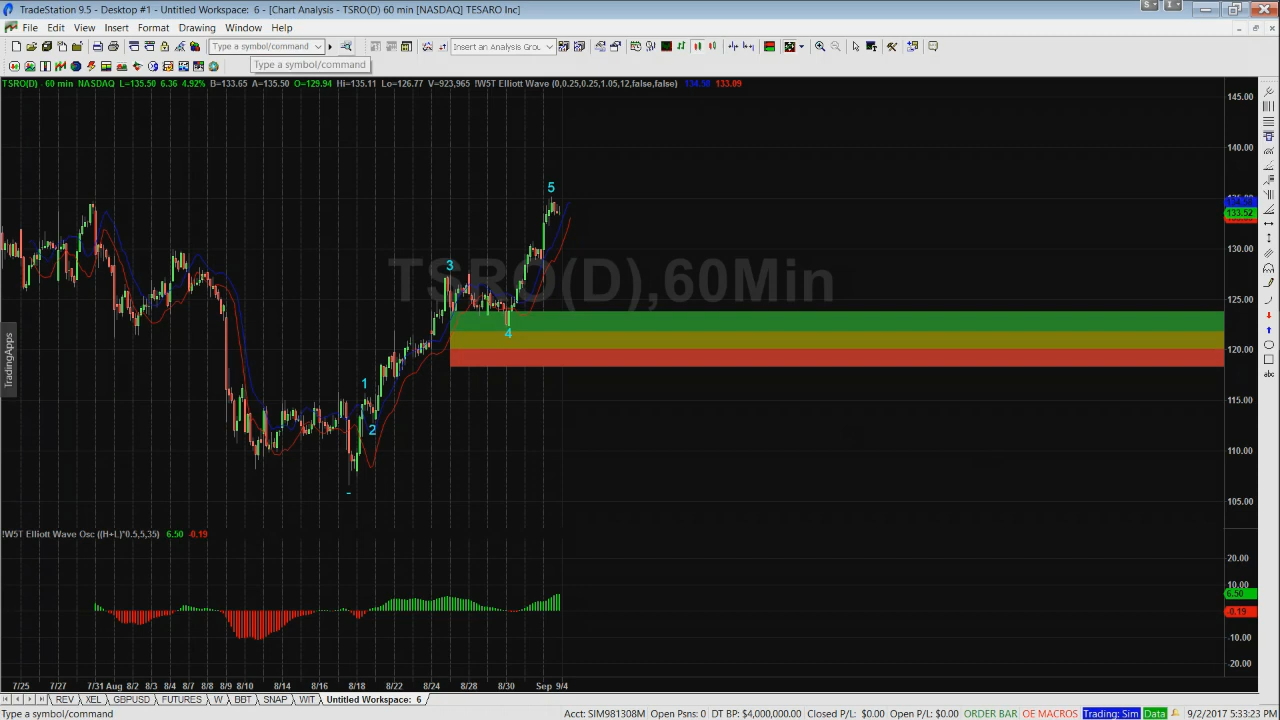 TradeStation 9.5 - Desktop #1 - Untitled Workspace: 6 - [Chart Analysis - TSRO(D) 60 min [NASDAQ] TESARO Inc]
File Edit View Insert Format Drawing Window Help
Type a symbol/command
Insert an Analysis Grou
Type a symbol/command
TSRO(D) - 60 min NASDAQ L=135.50 6.36 4.92% B=133.65 A=135.50 O=129.94 Hi=135.11 Lo=126.77 V=923,965 !W5T Elliott Wave (0,0.25,0.25,1.05,12,false,false) 134.58 133.09
145.00
140.00
5
134.58
133.52
130.00
3
TSRO(D),60Min
125.00
4
120.00
TradingApps
1
115.00
2
110.00
-
105.00
!W5T Elliott Wave Osc ((H+L)*0.5,5,35) 6.50 -0.19
20.00
10.00
6.50
-0.19
-10.00
-20.00
7/25 7/27 7/31 Aug 8/2 8/3 8/4 8/7 8/8 8/9 8/10 8/14 8/16 8/18 8/22 8/24 8/28 8/30 Sep 9/4
REV XEL GBPUSD FUTURES W BBT SNAP WIT Untitled Workspace: 6
Type a symbol/command Acct: SIM981308M Open Psns: 0 DT BP: $4,000,000.00 Closed P/L: $0.00 Open P/L: $0.00 ORDER BAR OE MACROS Trading: Sim Data 9/2/2017 5:33:23 PM